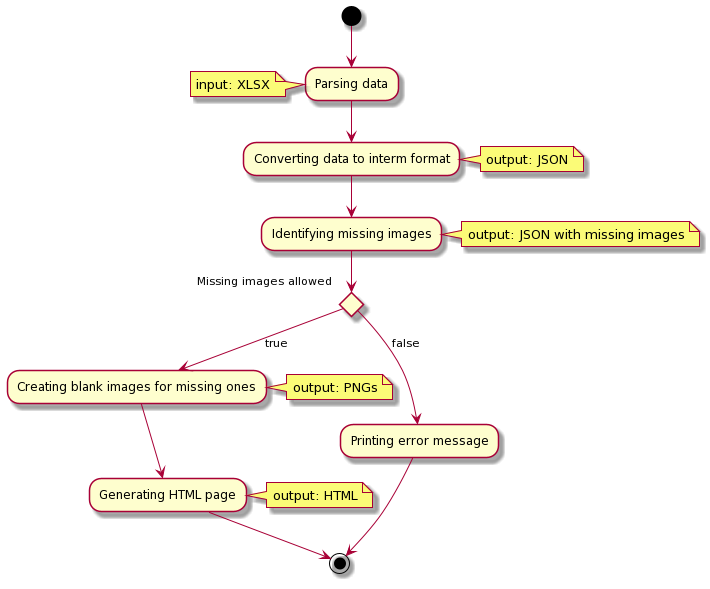 input: XLSX
Parsing data
Converting data to interm format
output: JSON
Identifying missing images
output: JSON with missing images
Missing images allowed
true
false
Creating blank images for missing ones
output: PNGs
Printing error message
Generating HTML page
output: HTML